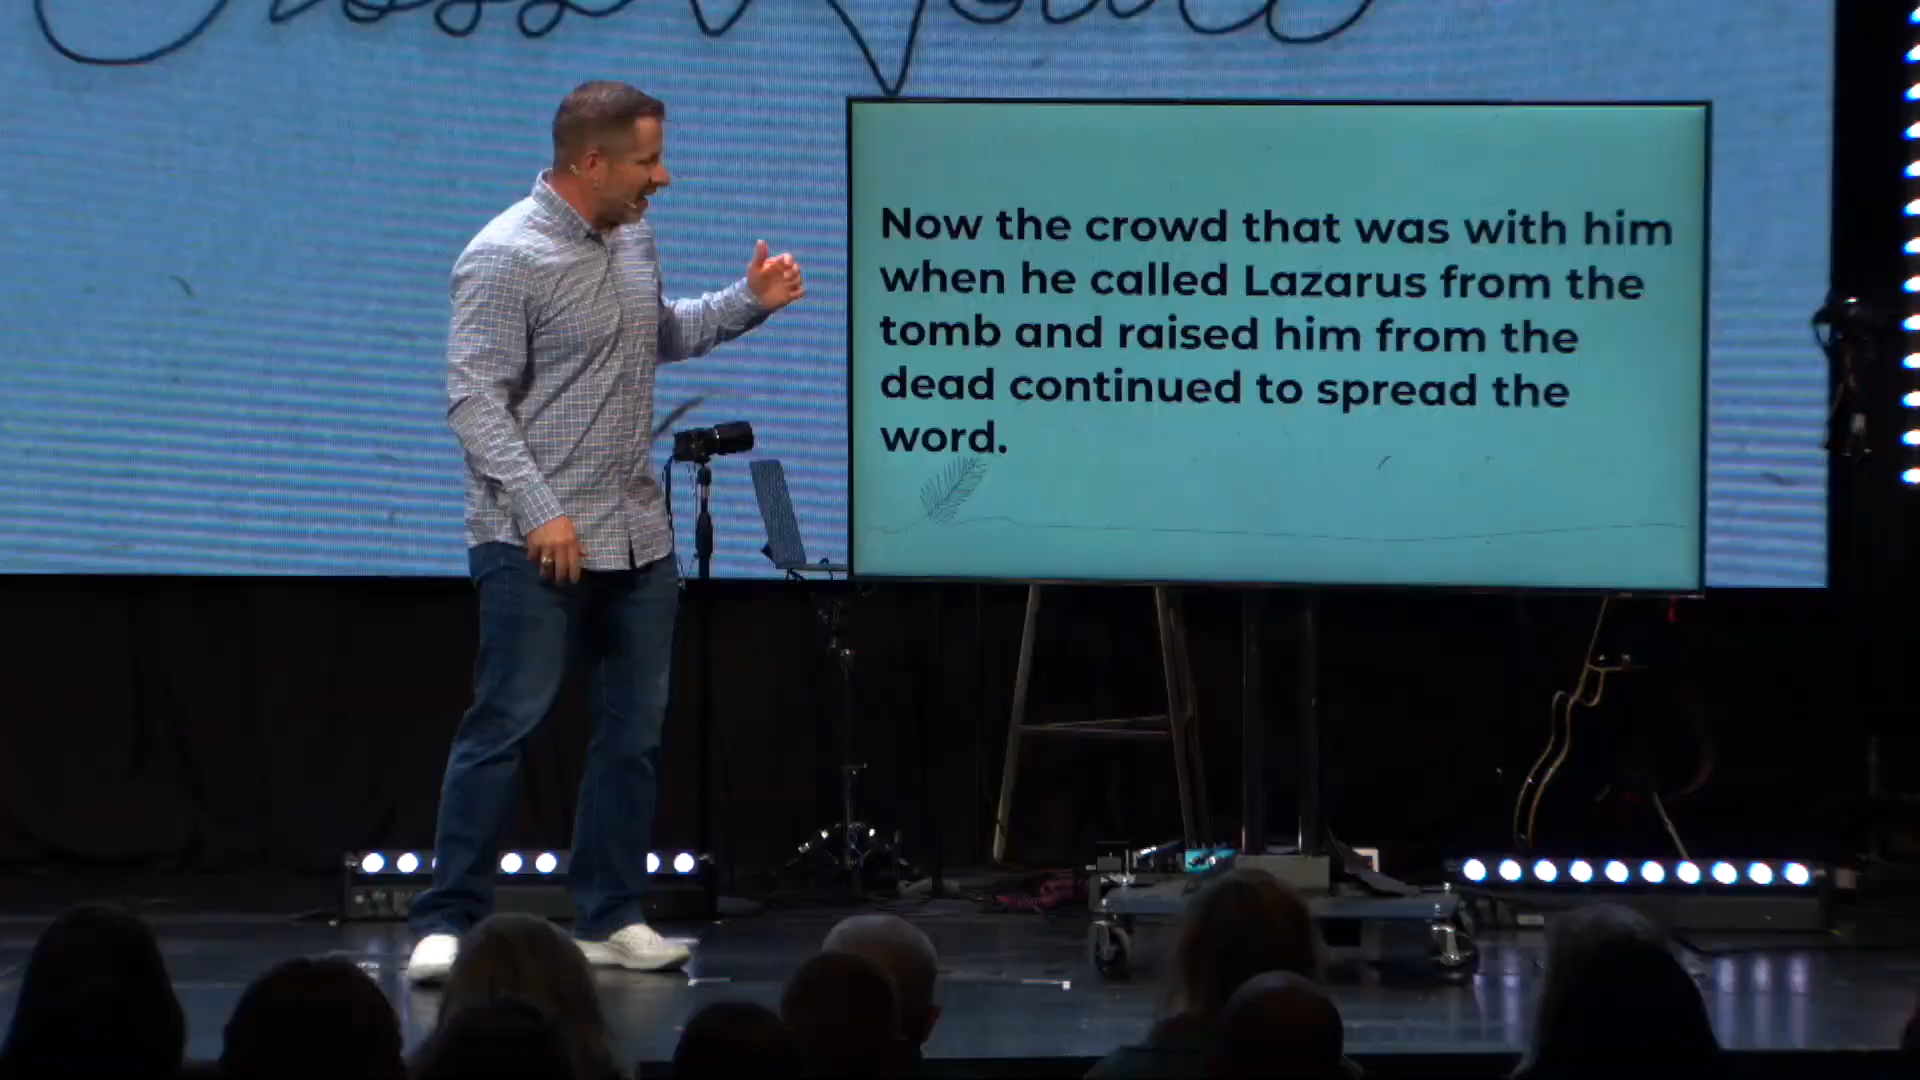 Now the crowd that was with him
when he called Lazarus from the
tomb and raised him from the
dead continued to spread the
word.